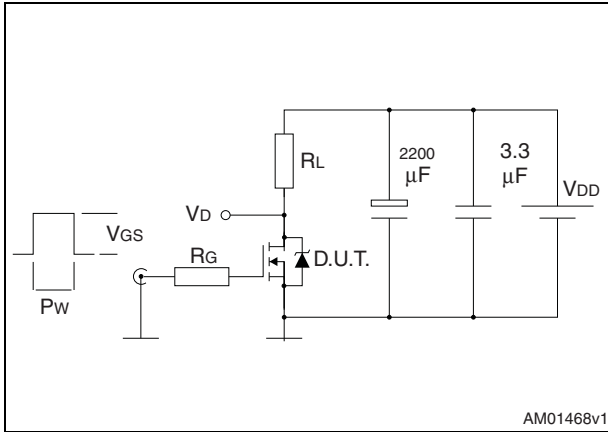 RL
2200
μF
3.3
μF
VDD
VD
VGS
RG
D.U.T.
PW
AM01468v1